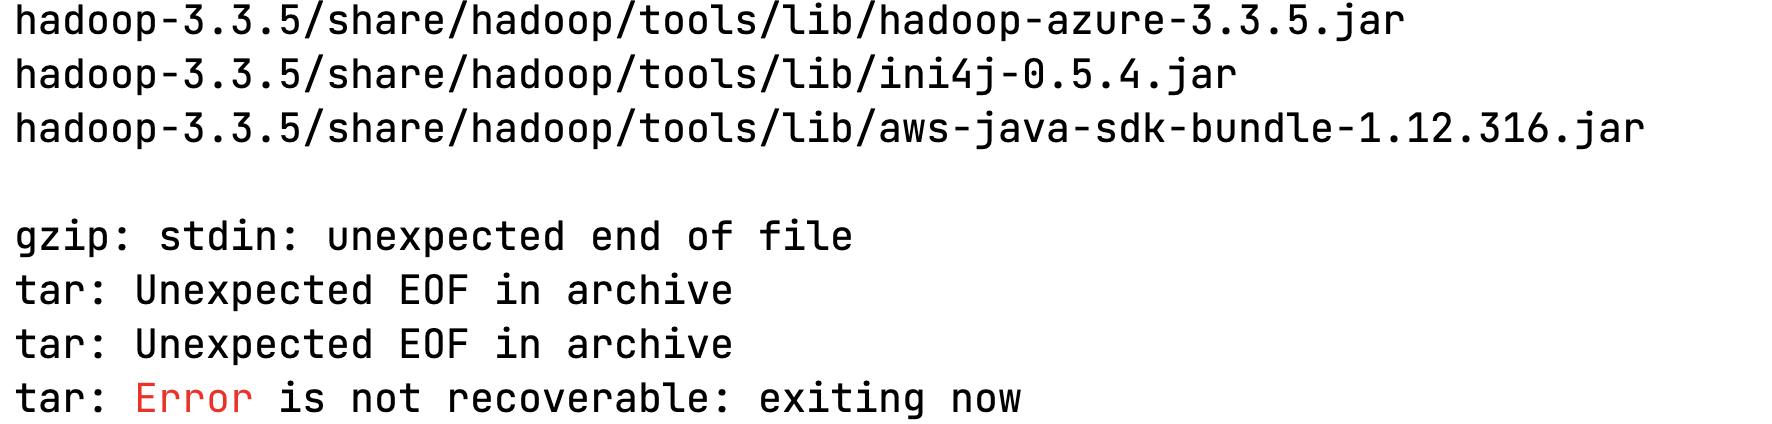 hadoop-3.3.5/share/hadoop/tools/lib/hadoop-azure-3.3.5.jar
hadoop-3.3.5/share/hadoop/tools/lib/ini4j-0.5.4.jar
hadoop-3.3.5/share/hadoop/tools/lib/aws-java-sdk-bundle-1.12.316.jar
gzip: stdin: unexpected end of file
tar: Unexpected EOF in archive
tar: Unexpected EOF in archive
tar: Error is not recoverable: exiting now